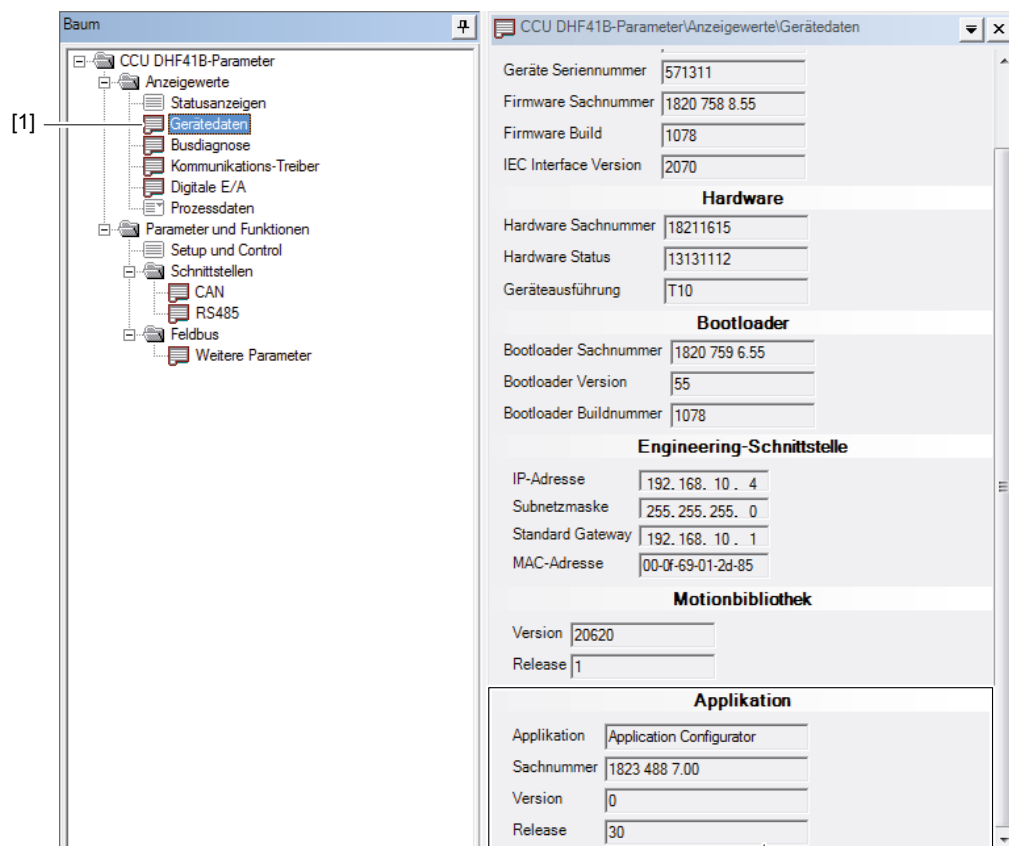 Baum
CCU DHF41B-Parameter
Anzeigewerte
Statusanzeigen
[1]
Gerätedaten
Busdiagnose
Kommunikations-Treiber
Digitale E/A
Prozessdaten
Parameter und Funktionen
Setup und Control
Schnittstellen
CAN
RS485
Feldbus
Weitere Parameter
CCU DHF41B-Parameter\Anzeigewerte\Gerätedaten
Geräte Seriennummer 571311
Firmware Sachnummer 1820 758 8.55
Firmware Build 1078
IEC Interface Version 2070
Hardware
Hardware Sachnummer 18211615
Hardware Status 13131112
Geräteausführung T10
Bootloader
Bootloader Sachnummer 1820 759 6.55
Bootloader Version 55
Bootloader Buildnummer 1078
Engineering-Schnittstelle
IP-Adresse 192.168. 10 . 4
Subnetzmaske 255.255.255. 0
Standard Gateway 192.168. 10 . 1
MAC-Adresse 00-0f-69-01-2d-85
Motionbibliothek
Version 20620
Release 1
Applikation
Applikation Application Configurator
Sachnummer 1823 488 7.00
Version 0
Release 30